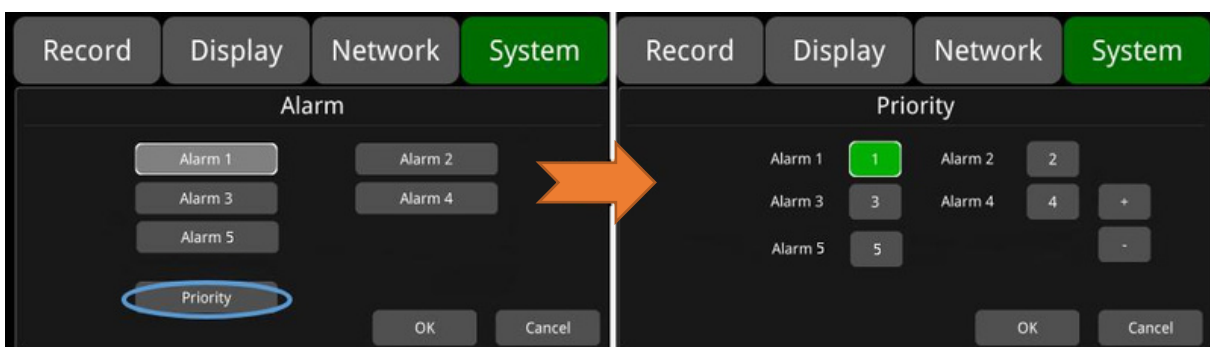 Record Display Network System
Alarm
Alarm 1 Alarm 2
Alarm 3 Alarm 4
Alarm 5
Priority
OK Cancel
Record Display Network System
Priority
Alarm 1 1 Alarm 2 2
Alarm 3 3 Alarm 4 4 +
Alarm 5 5 -
OK Cancel